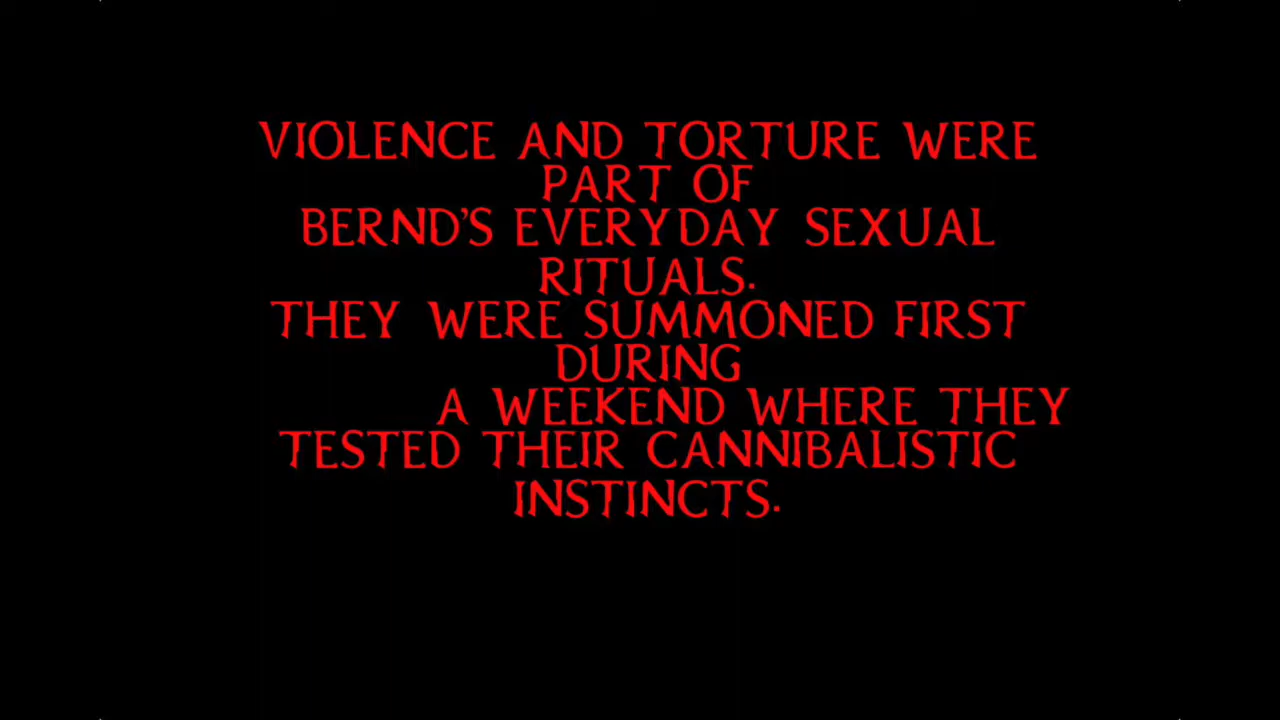 VIOLENCE AND TORTURE WERE
PART OF
BERND'S EVERYDAY SEXUAL
RITUALS.
THEY WERE SUMMONED FIRST
DURING
A WEEKEND WHERE THEY
TESTED THEIR CANNIBALISTIC
INSTINCTS.